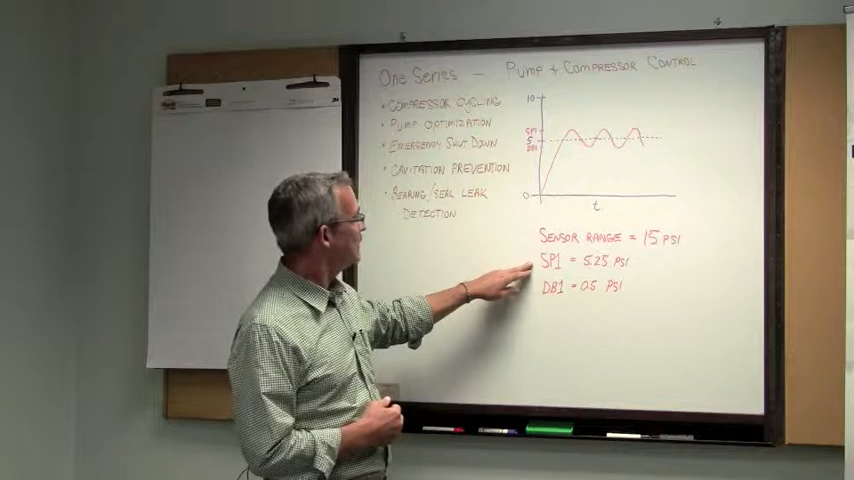 One Series - Pump + Compressor Control
• Compressor Cycling
• Pump Optimization
• Emergency Shut Down
• Cavitation Prevention
• Bearing/Seal Leak
Detection
10
SP1
5
DB1
0
t
Sensor Range = 15 PSI
SP1 = 5.25 PSI
DB1 = 0.5 PSI